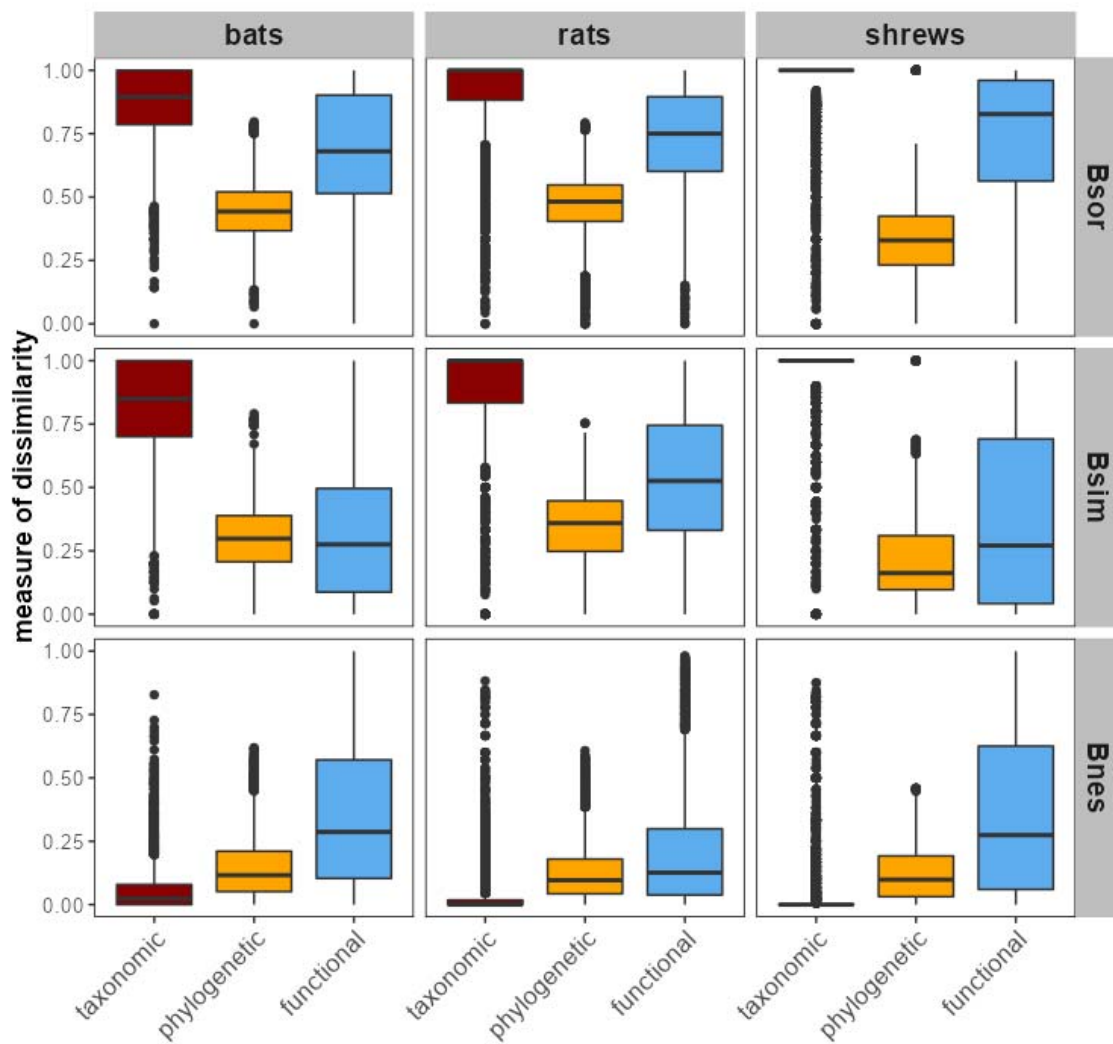 bats rats shrews
measure of dissimilarity
1.00
0.75
0.50
0.25
0.00
Bsor
1.00
0.75
0.50
0.25
0.00
Bsim
1.00
0.75
0.50
0.25
0.00
Bnes
taxonomic phylogenetic functional taxonomic phylogenetic functional taxonomic phylogenetic functional